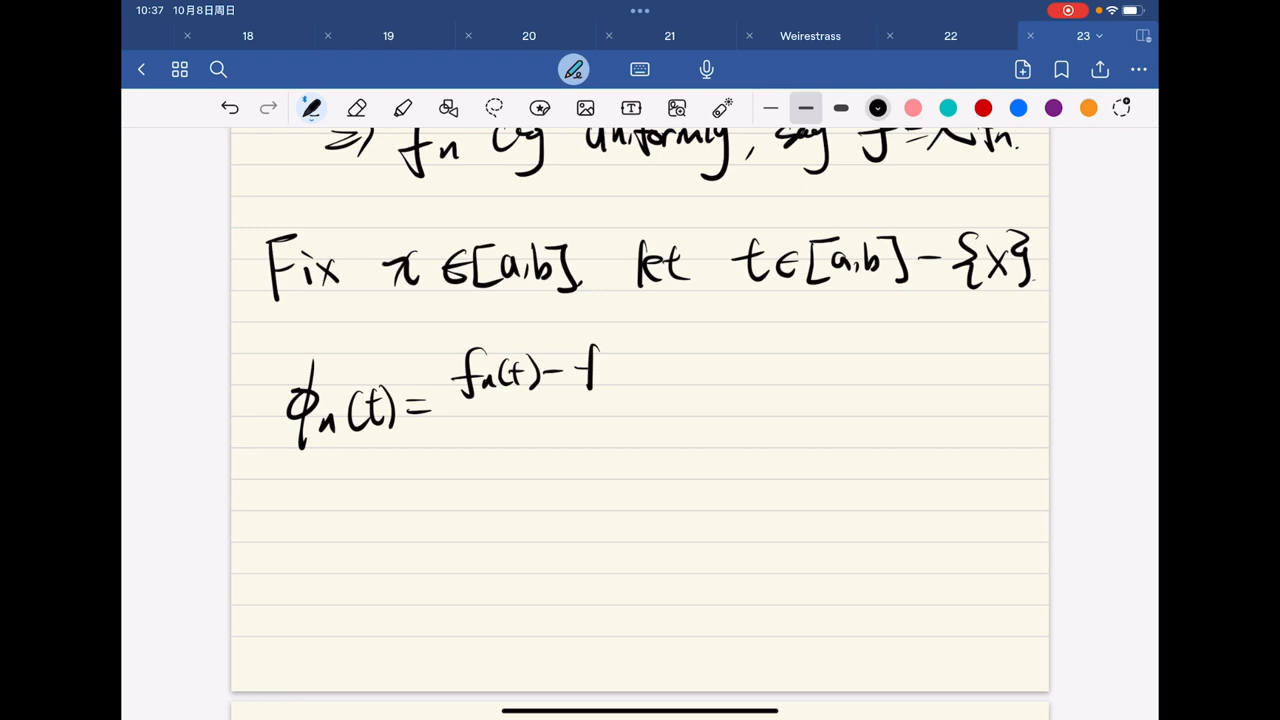 10:37 10月8日周日
18 19 20 21 Weirestrass 22 23
⇒ fn cvg uniformly, say f = lim fn.
Fix x ∈ [a,b], let t ∈ [a,b] - {x}.
ϕn(t) = fn(t) - f